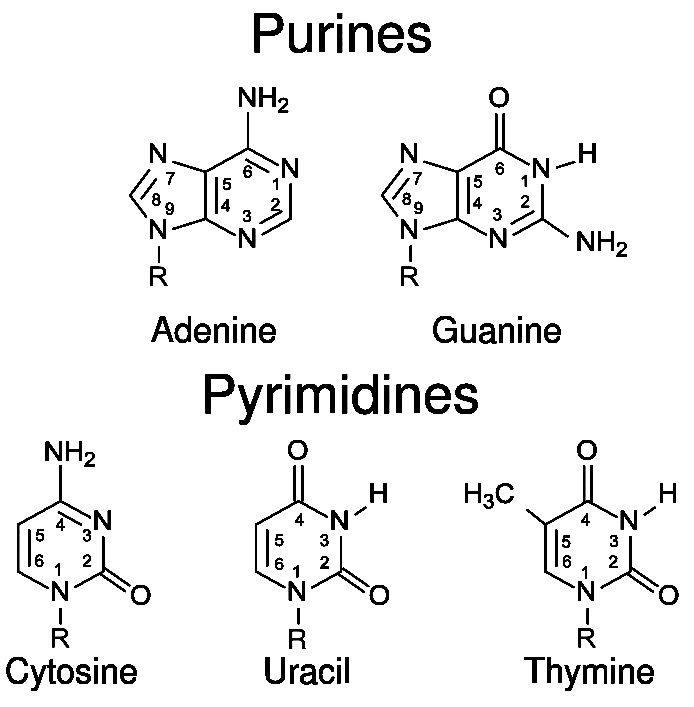 Purines
NH2 O
N 7 6 N 1 N 7 6 N 1 H
5 5
8 4 2 8 4 2
9 3 9 3
N N N N NH2
R R
Adenine Guanine
Pyrimidines
NH2 O O
H3C
4 3 N 4 N H 4 N H
5 5 3 5 3
6 2 6 2 6 2
1 1 1
N O N O N O
R R R
Cytosine Uracil Thymine